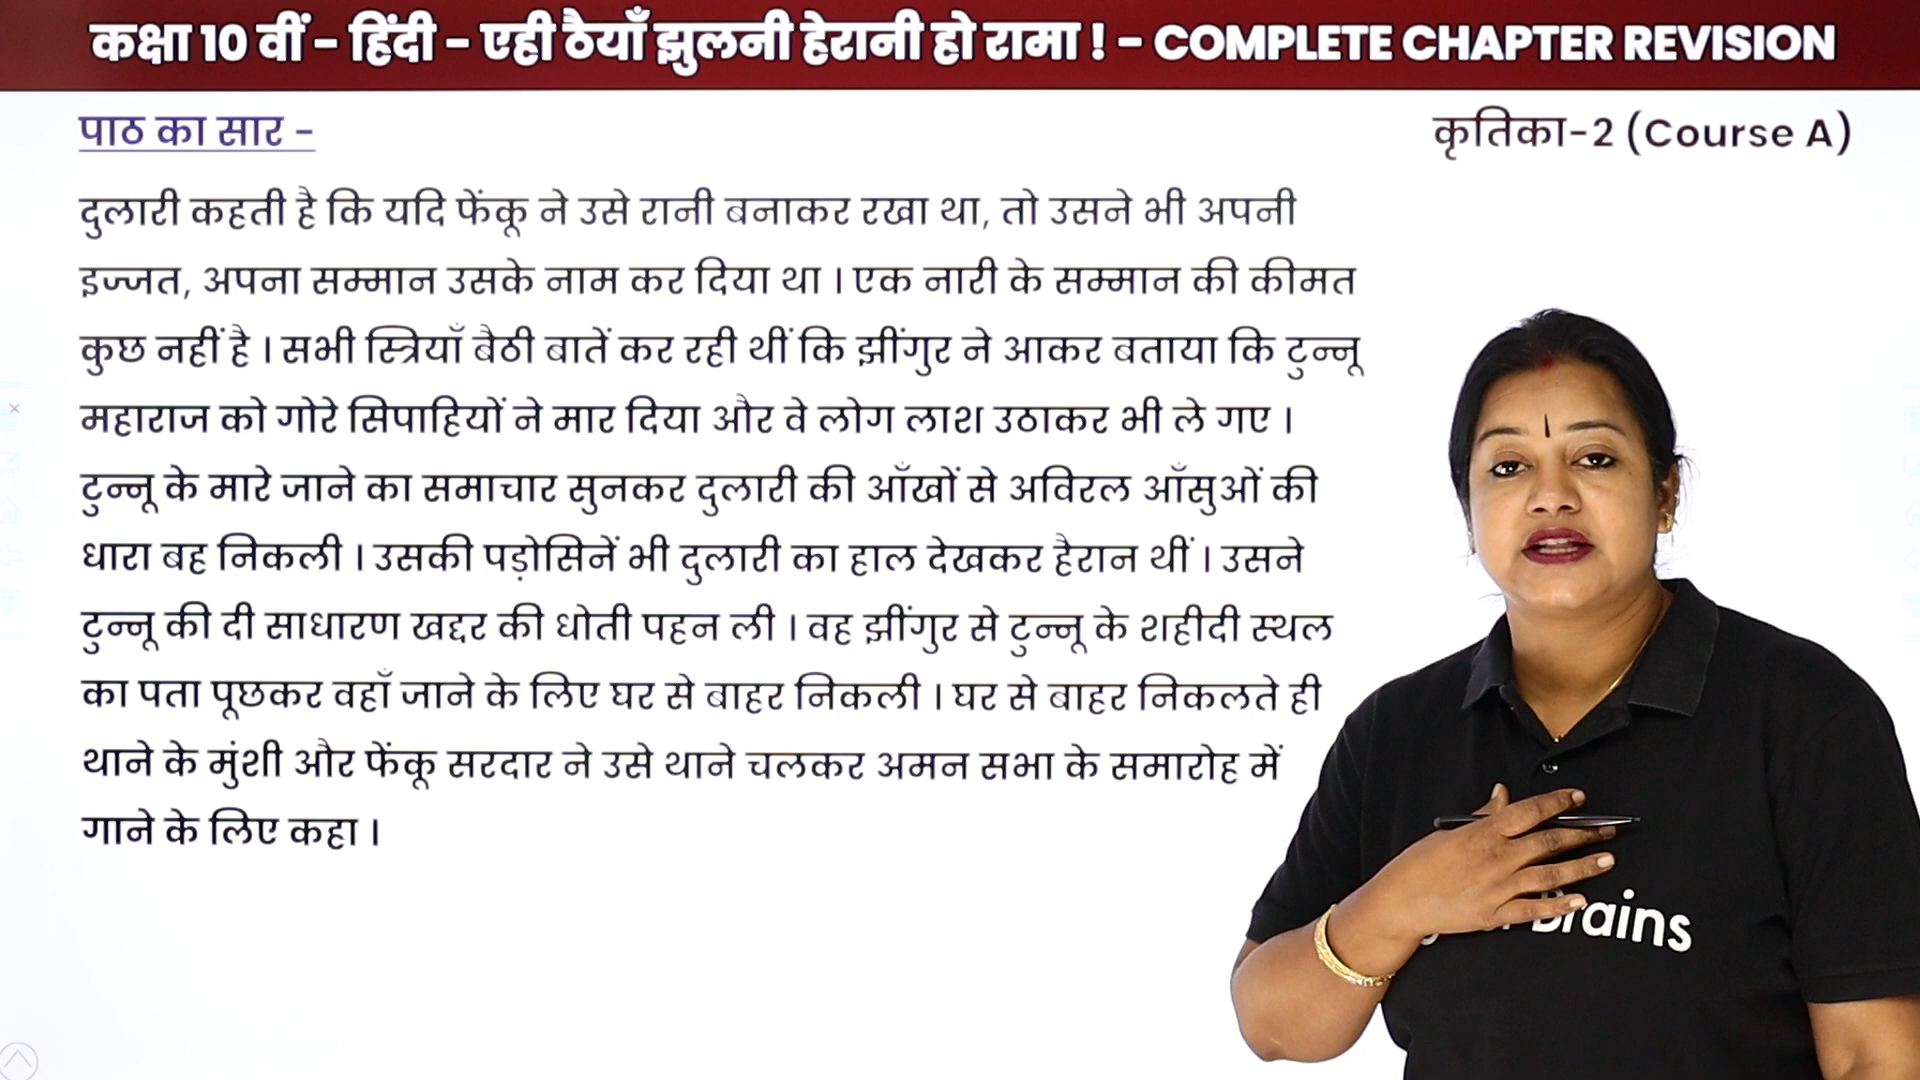 कक्षा 10 वीं - हिंदी - एही ठैयाँ झुलनी हेरानी हो रामा ! - COMPLETE CHAPTER REVISION
पाठ का सार -
कृतिका-2 (Course A)
दुलारी कहती है कि यदि फेंकू ने उसे रानी बनाकर रखा था, तो उसने भी अपनी
इज्जत, अपना सम्मान उसके नाम कर दिया था । एक नारी के सम्मान की कीमत
कुछ नहीं है । सभी स्त्रियाँ बैठी बातें कर रही थीं कि झींगुर ने आकर बताया कि टुन्नू
महाराज को गोरे सिपाहियों ने मार दिया और वे लोग लाश उठाकर भी ले गए ।
टुन्नू के मारे जाने का समाचार सुनकर दुलारी की आँखों से अविरल आँसुओं की
धारा बह निकली । उसकी पड़ोसिनें भी दुलारी का हाल देखकर हैरान थीं । उसने
टुन्नू की दी साधारण खद्दर की धोती पहन ली । वह झींगुर से टुन्नू के शहीदी स्थल
का पता पूछकर वहाँ जाने के लिए घर से बाहर निकली । घर से बाहर निकलते ही
थाने के मुंशी और फेंकू सरदार ने उसे थाने चलकर अमन सभा के समारोह में
गाने के लिए कहा ।
Brains